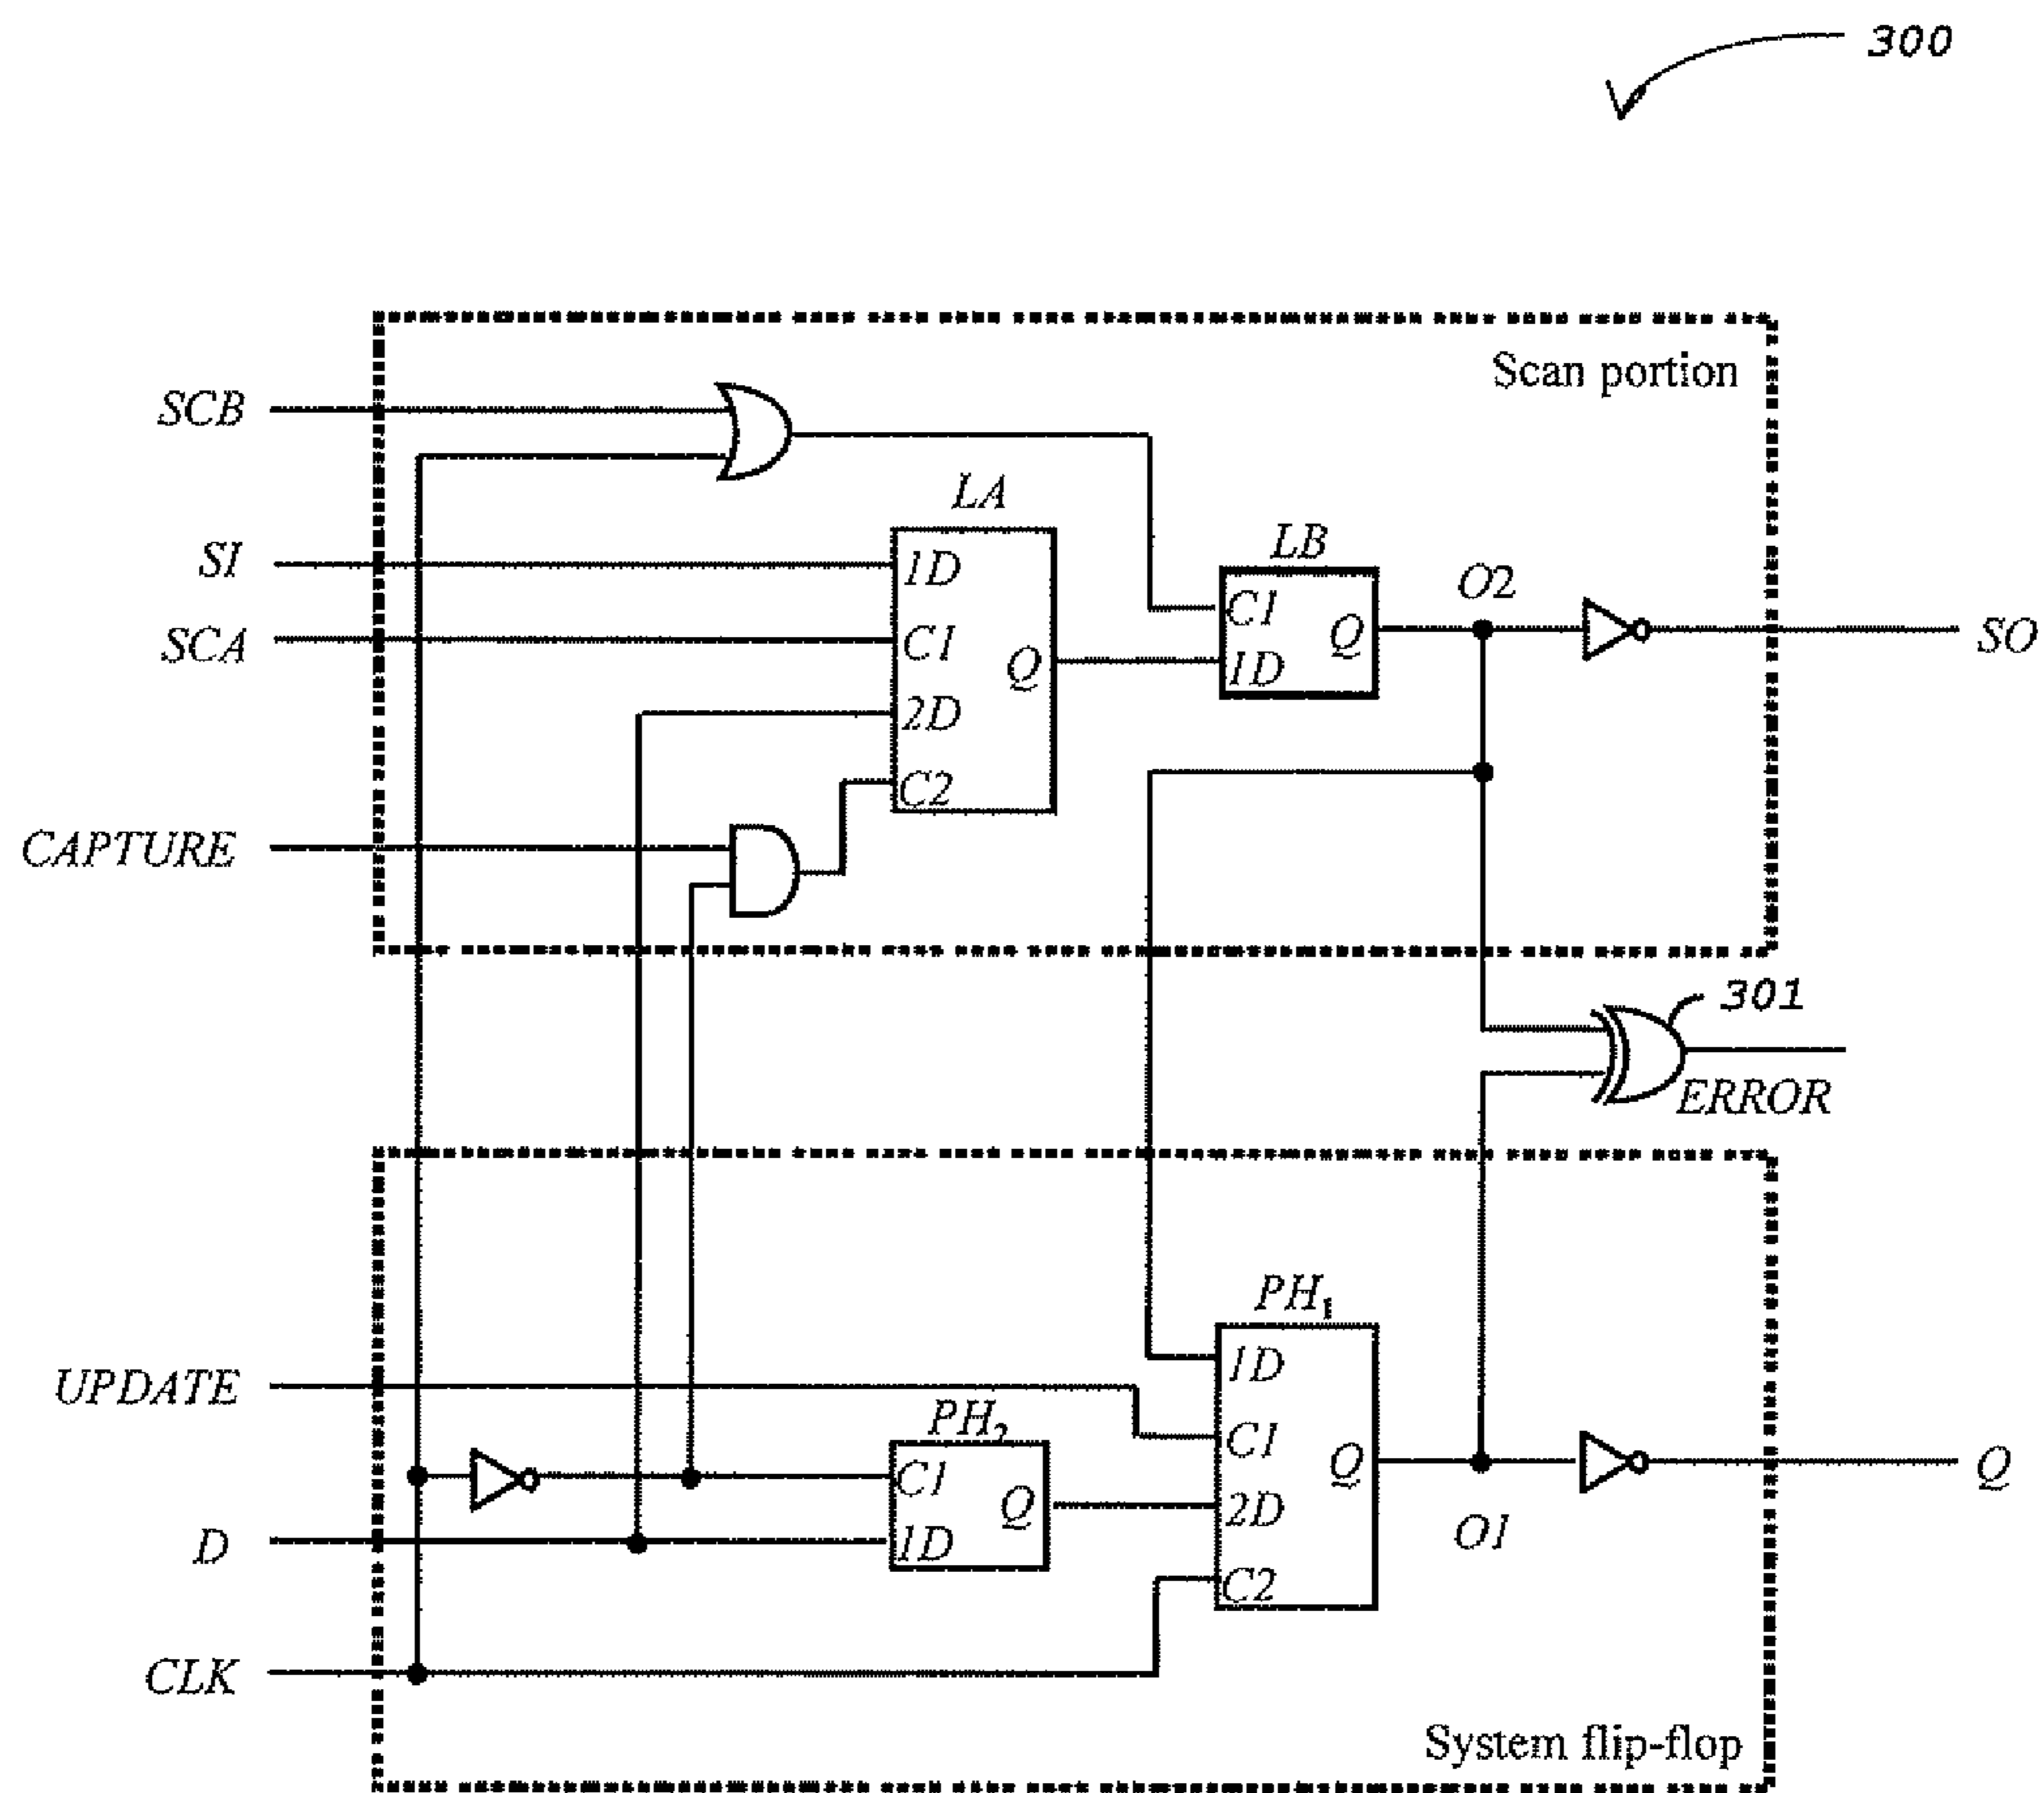 300
Scan portion
SCB
LA
LB
SI
1D
O2
C1
Q
SO
SCA
C1
Q
1D
2D
C2
CAPTURE
301
ERROR
PH1
1D
UPDATE
PH2
C1
Q
Q
C1
Q
2D
D
1D
O1
C2
CLK
System flip-flop